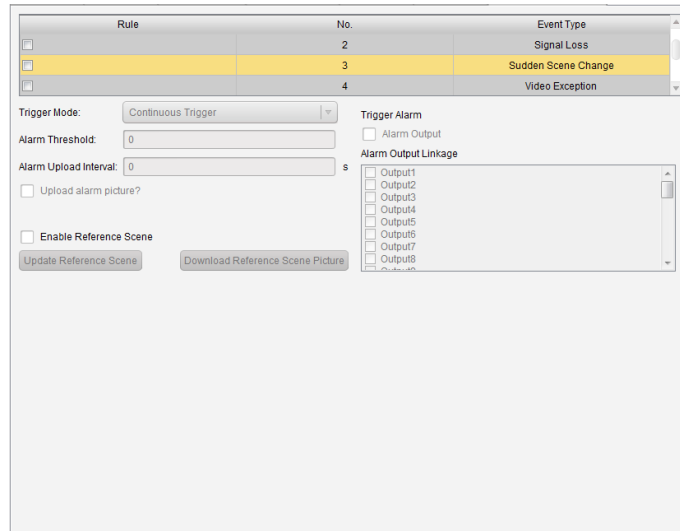 Rule No. Event Type
2 Signal Loss
3 Sudden Scene Change
4 Video Exception
Trigger Mode: Continuous Trigger
Alarm Threshold: 0
Alarm Upload Interval: 0 s
Upload alarm picture?
Enable Reference Scene
Update Reference Scene Download Reference Scene Picture
Trigger Alarm
Alarm Output
Alarm Output Linkage
Output1
Output2
Output3
Output4
Output5
Output6
Output7
Output8